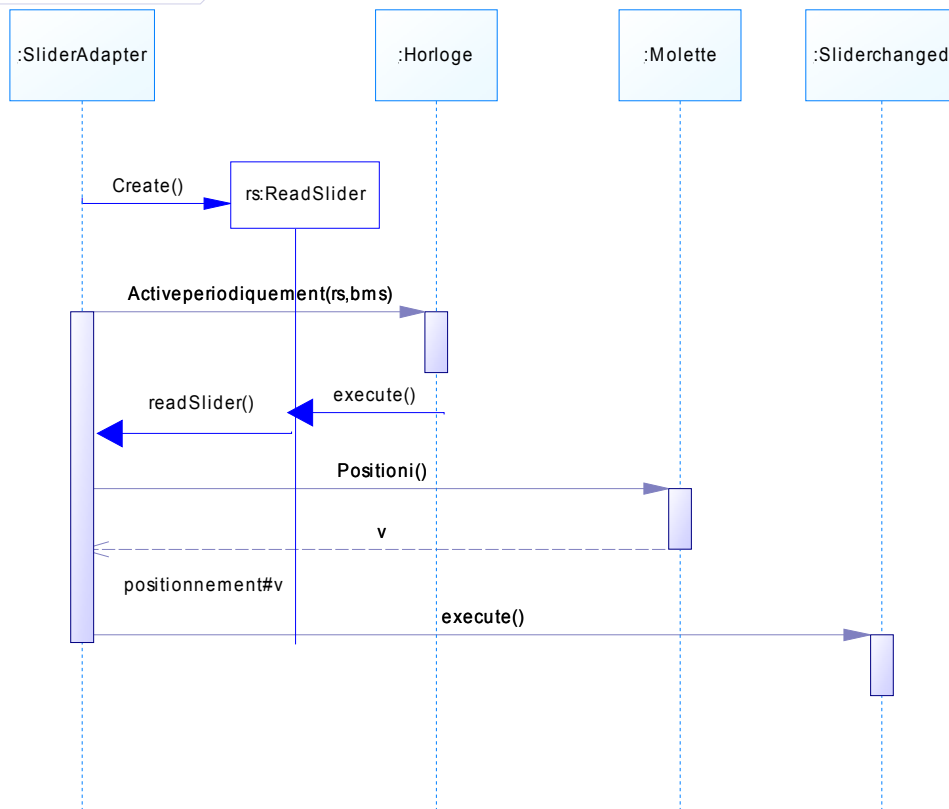 :SliderAdapter
:Horloge
:Molette
:Sliderchanged
Create()
rs:ReadSlider
Activeperiodiquement(rs,bms)
execute()
readSlider()
Positioni()
v
positionnement#v
execute()